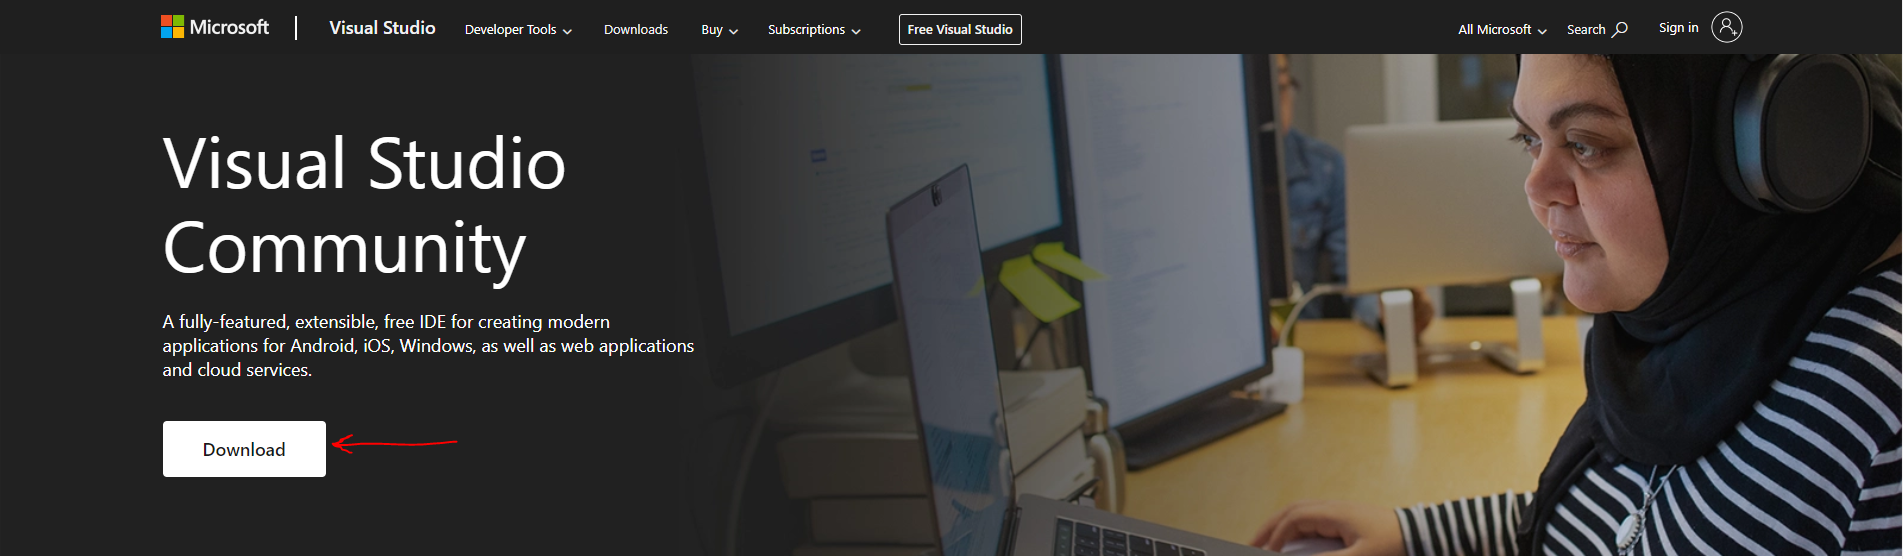 Microsoft
Visual Studio
Developer Tools
Downloads
Buy
Subscriptions
Free Visual Studio
All Microsoft
Search
Sign in
Visual Studio
Community
A fully-featured, extensible, free IDE for creating modern
applications for Android, iOS, Windows, as well as web applications
and cloud services.
Download